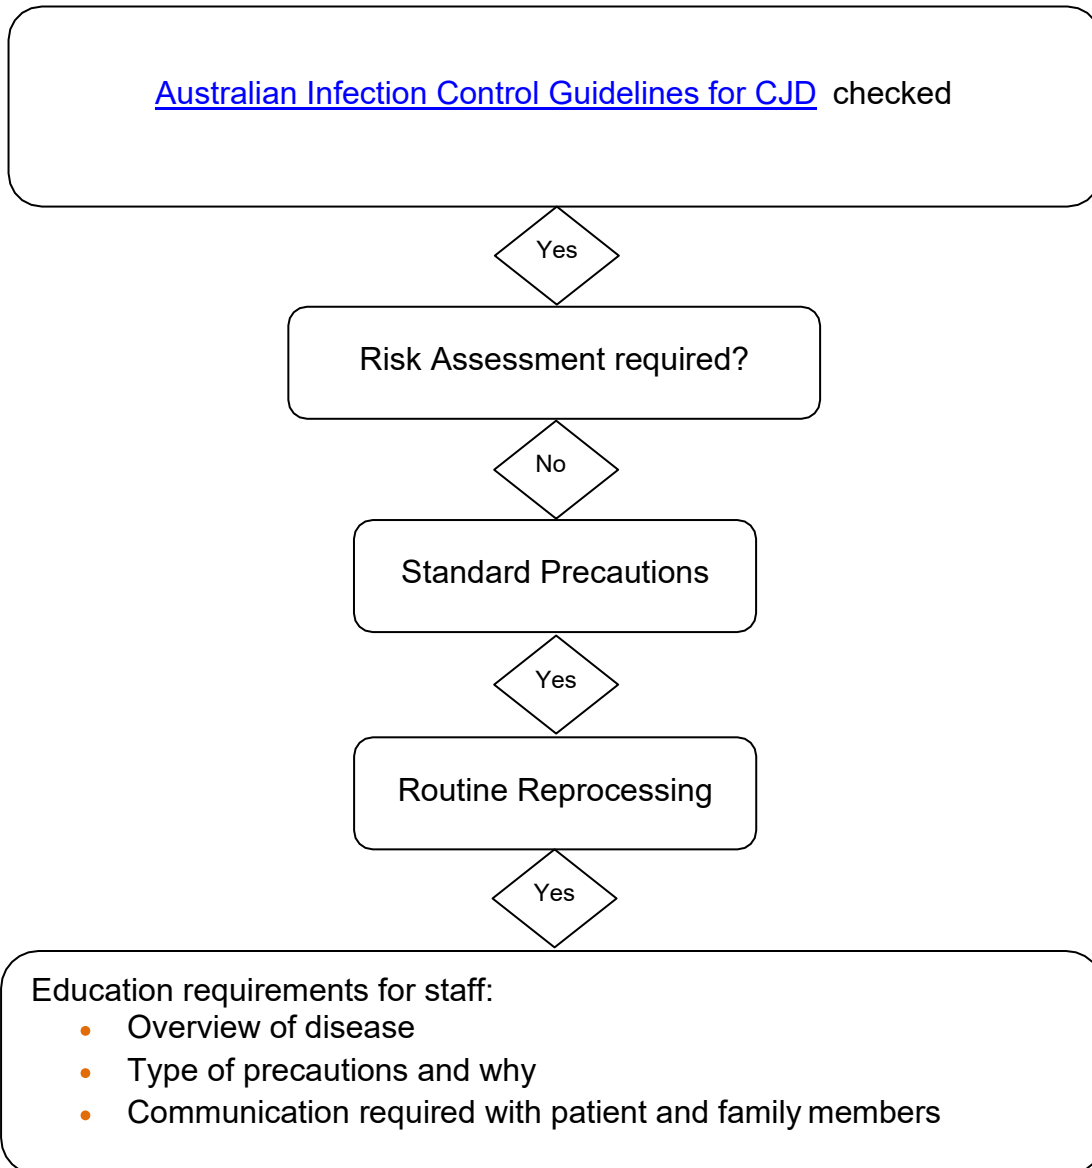 Australian Infection Control Guidelines for CJD checked
Yes
Risk Assessment required?
No
Standard Precautions
Yes
Routine Reprocessing
Yes
Education requirements for staff:
• Overview of disease
• Type of precautions and why
• Communication required with patient and family members